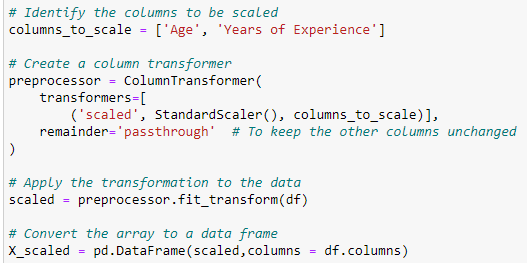 # Identify the columns to be scaled
columns_to_scale = ['Age', 'Years of Experience']
# Create a column transformer
preprocessor = ColumnTransformer(
    transformers=[
        ('scaled', StandardScaler(), columns_to_scale)],
    remainder='passthrough'  # To keep the other columns unchanged
)
# Apply the transformation to the data
scaled = preprocessor.fit_transform(df)
# Convert the array to a data frame
X_scaled = pd.DataFrame(scaled,columns = df.columns)